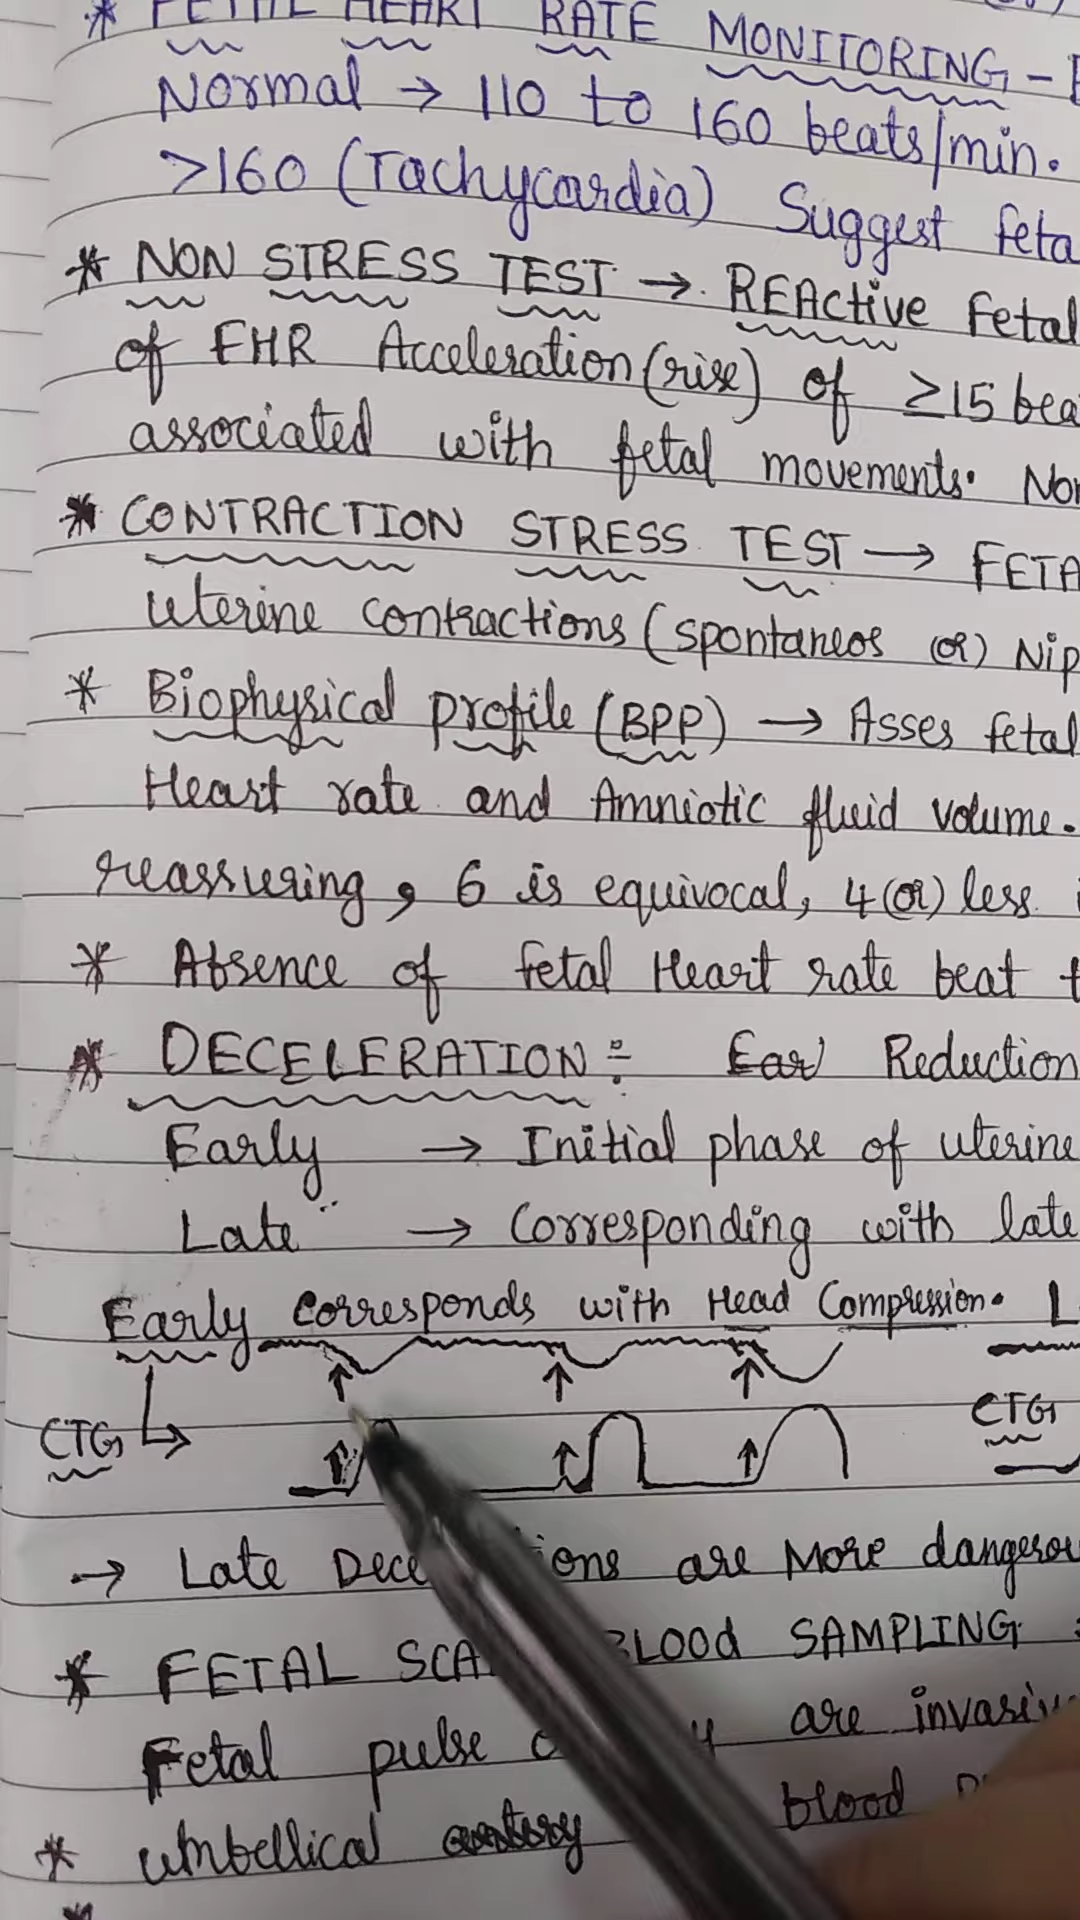 * FETAL HEART RATE MONITORING -
Normal → 110 to 160 beats/min.
>160 (Tachycardia) Suggest feta
* NON STRESS TEST → REActive Fetal
of FHR Acceleration (rise) of ≥15 bea
associated with fetal movements. Nor
* CONTRACTION STRESS TEST → FETA
uterine contractions (spontaneos (or) Nip
* Biophysical profile (BPP) → Asses fetal
Heart rate and Amniotic fluid volume.
reassuring, 6 is equivocal, 4 (or) less
* Absence of fetal Heart rate beat t
* DECELERATION : Ear Reduction
Early → Initial phase of uterine
Late → Corresponding with late
Early Corresponds with Head Compression. L
CTG
CTG
→ Late Dece ions are More dangerou
* FETAL SCA BLOOD SAMPLING :
Fetal pulse o y are invasiv
* umbellical blood
*